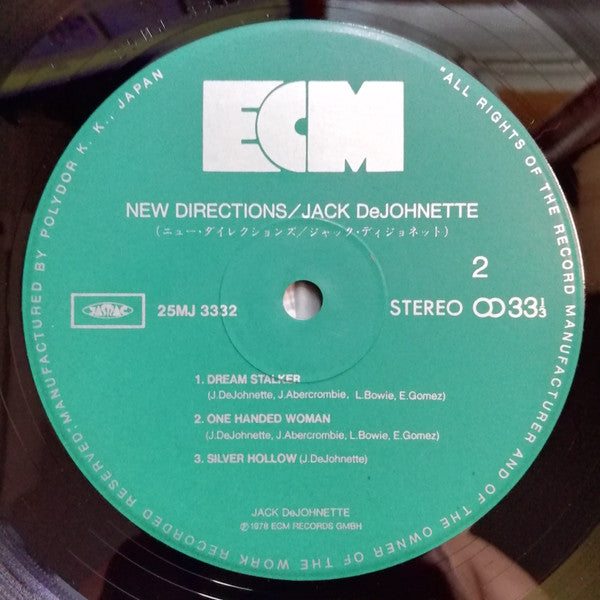 ECM
NEW DIRECTIONS/JACK DeJOHNETTE
(ニュー・ダイレクションズ/ジャック・ディジョネット)
2
JASRAC
25MJ 3332
STEREO 33⅓
1. DREAM STALKER
(J.DeJohnette, J.Abercrombie, L.Bowie, E.Gomez)
2. ONE HANDED WOMAN
(J.DeJohnette, J.Abercrombie, L.Bowie, E.Gomez)
3. SILVER HOLLOW (J.DeJohnette)
JACK DeJOHNETTE
℗1978 ECM RECORDS GMBH
"ALL RIGHTS OF THE RECORD MANUFACTURER AND OF THE OWNER OF THE WORK RECORDED RESERVED" MANUFACTURED BY POLYDOR K. K., JAPAN